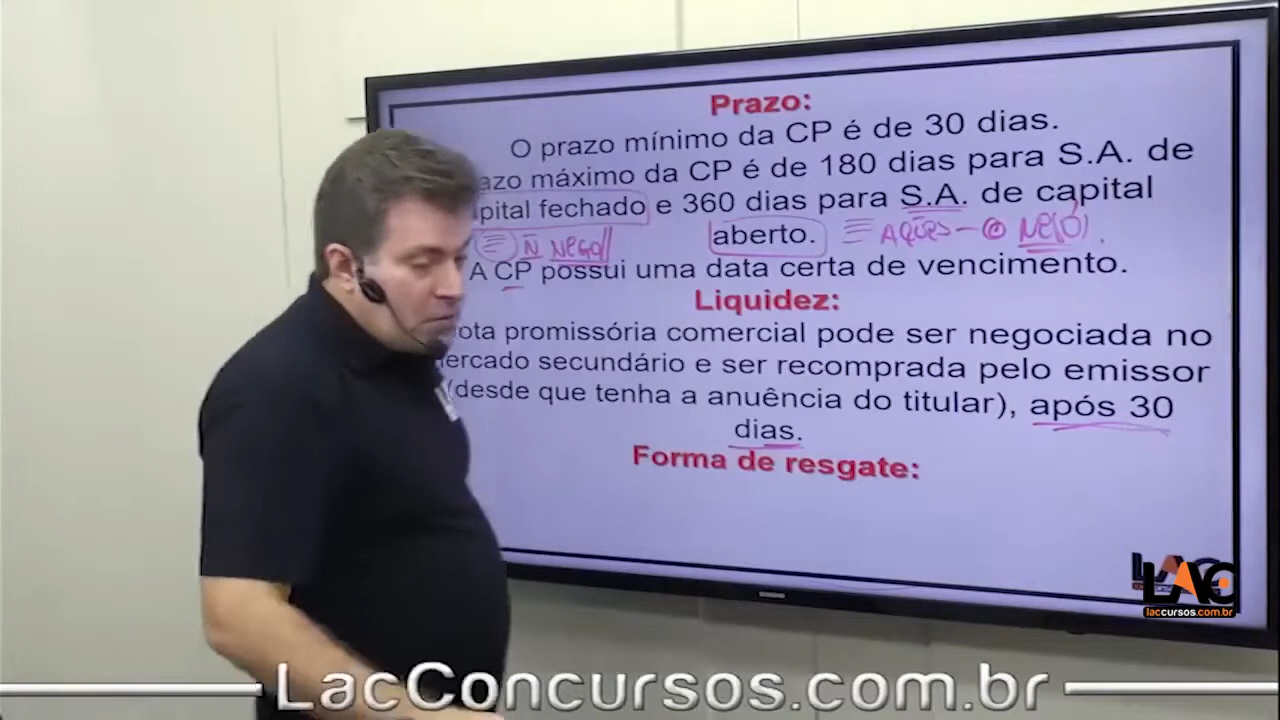 Prazo:
O prazo mínimo da CP é de 30 dias.
azo máximo da CP é de 180 dias para S.A. de
pital fechado e 360 dias para S.A. de capital
aberto.
AÇÕES
A CP possui uma data certa de vencimento.
Liquidez:
ota promissória comercial pode ser negociada no
ercado secundário e ser recomprada pelo emissor
(desde que tenha a anuência do titular), após 30
dias.
Forma de resgate:
LAC
laccursos.com.br
LacConcursos.com.br